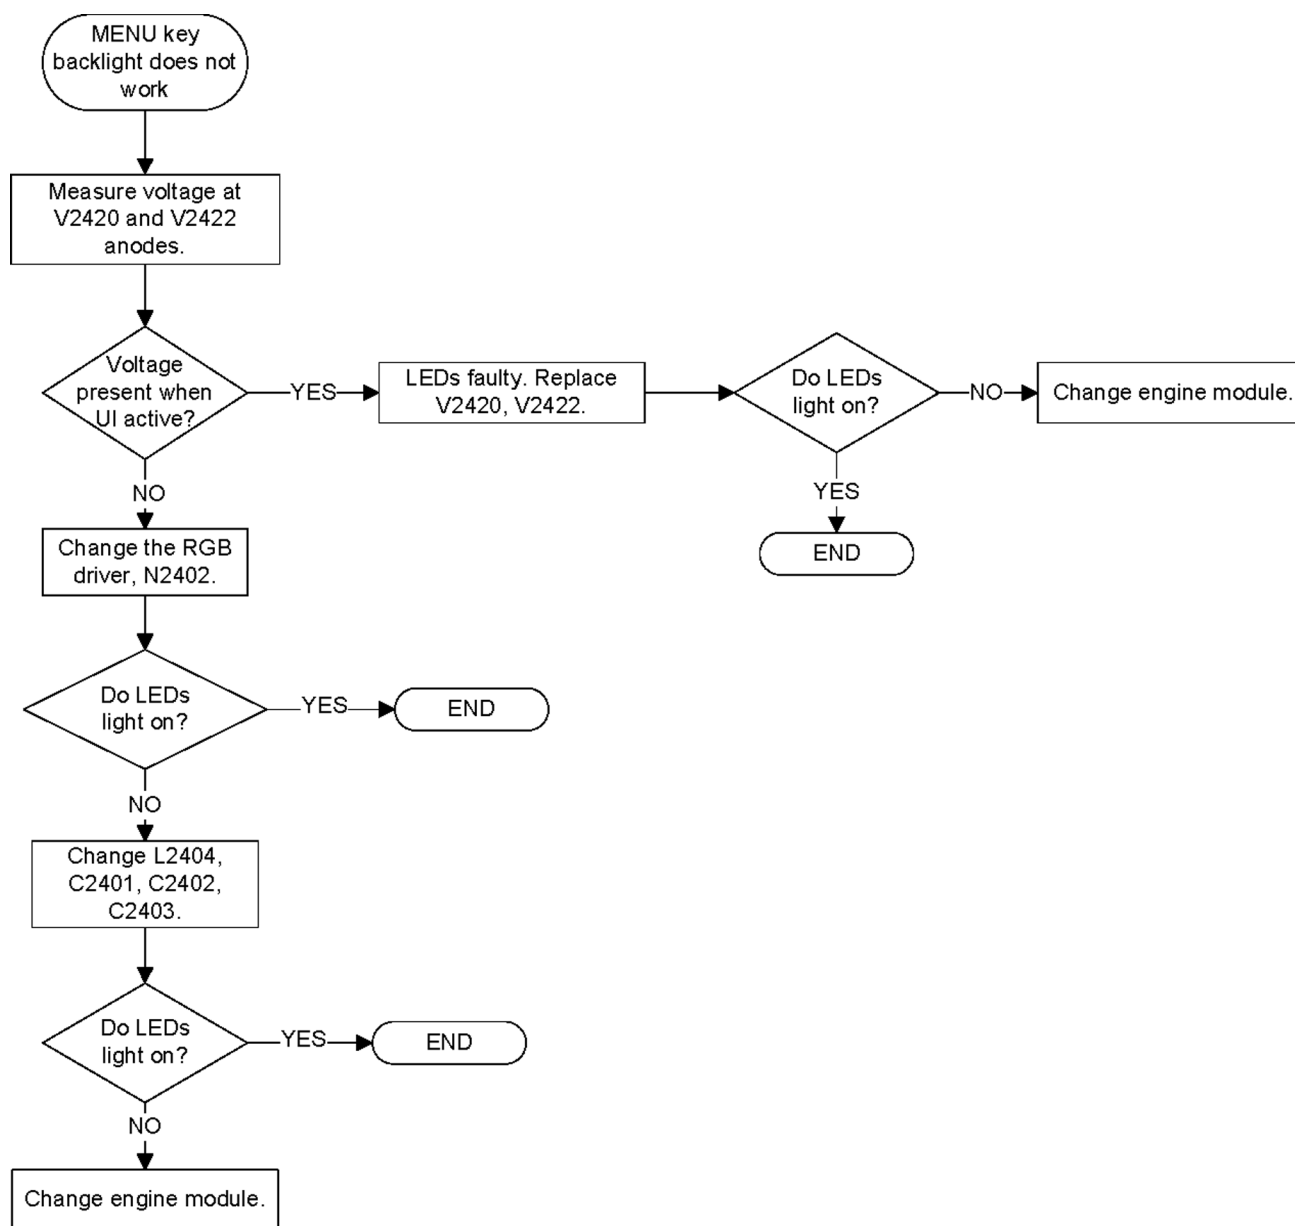 MENU key
backlight does not
work
Measure voltage at
V2420 and V2422
anodes.
Voltage
present when
UI active?
YES
LEDs faulty. Replace
V2420, V2422.
Do LEDs
light on?
NO
Change engine module.
YES
END
NO
Change the RGB
driver, N2402.
Do LEDs
light on?
YES
END
NO
Change L2404,
C2401, C2402,
C2403.
Do LEDs
light on?
YES
END
NO
Change engine module.